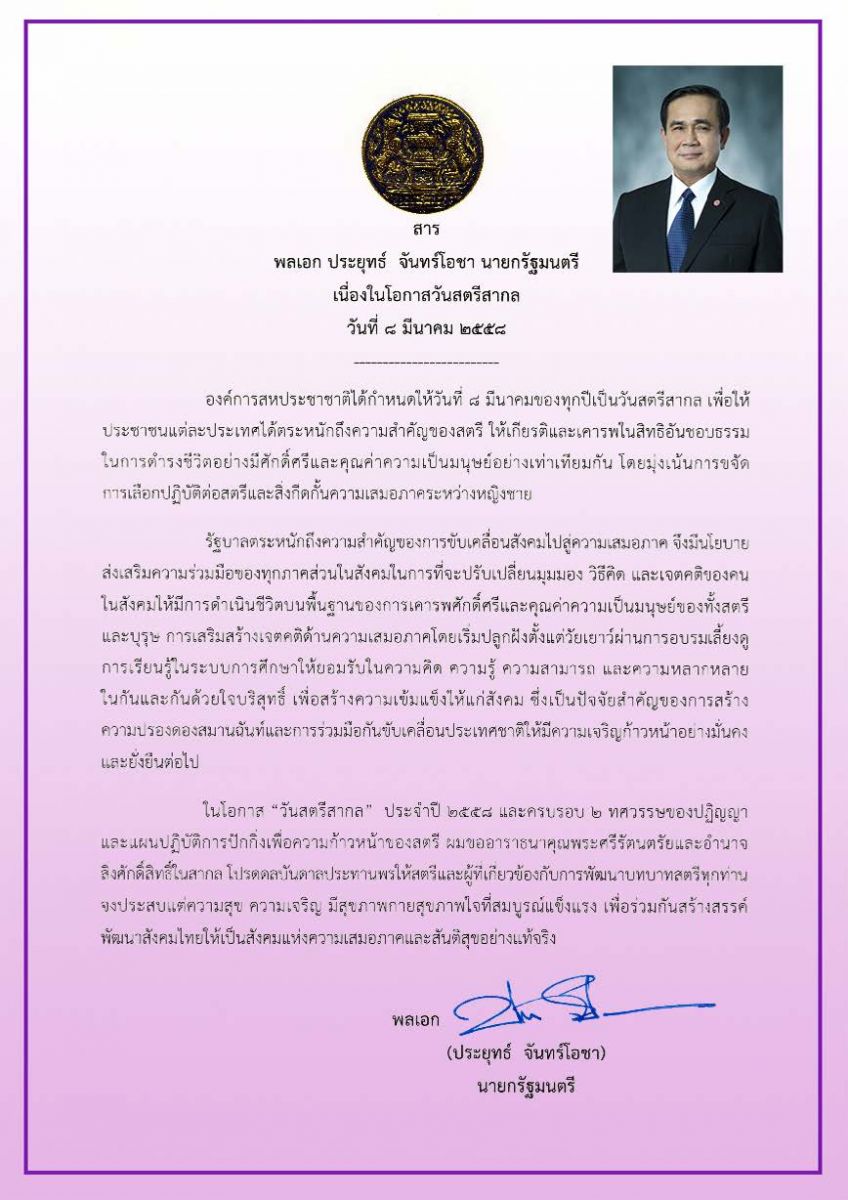 สาร
พลเอก ประยุทธ์ จันทร์โอชา นายกรัฐมนตรี
เนื่องในโอกาสวันสตรีสากล
วันที่ ๘ มีนาคม ๒๕๕๘
-------------------------
องค์การสหประชาชาติได้กำหนดให้วันที่ ๘ มีนาคมของทุกปีเป็นวันสตรีสากล เพื่อให้
ประชาชนแต่ละประเทศได้ตระหนักถึงความสำคัญของสตรี ให้เกียรติและเคารพในสิทธิอันชอบธรรม
ในการดำรงชีวิตอย่างมีศักดิ์ศรีและคุณค่าความเป็นมนุษย์อย่างเท่าเทียมกัน โดยมุ่งเน้นการขจัด
การเลือกปฏิบัติต่อสตรีและสิ่งกีดกั้นความเสมอภาคระหว่างหญิงชาย
รัฐบาลตระหนักถึงความสำคัญของการขับเคลื่อนสังคมไปสู่ความเสมอภาค จึงมีนโยบาย
ส่งเสริมความร่วมมือของทุกภาคส่วนในสังคมในการที่จะปรับเปลี่ยนมุมมอง วิธีคิด และเจตคติของคน
ในสังคมให้มีการดำเนินชีวิตบนพื้นฐานของการเคารพศักดิ์ศรีและคุณค่าความเป็นมนุษย์ของทั้งสตรี
และบุรุษ การเสริมสร้างเจตคติด้านความเสมอภาคโดยเริ่มปลูกฝังตั้งแต่วัยเยาว์ผ่านการอบรมเลี้ยงดู
การเรียนรู้ในระบบการศึกษาให้ยอมรับในความคิด ความรู้ ความสามารถ และความหลากหลาย
ในกันและกันด้วยใจบริสุทธิ์ เพื่อสร้างความเข้มแข็งให้แก่สังคม ซึ่งเป็นปัจจัยสำคัญของการสร้าง
ความปรองดองสมานฉันท์และการร่วมมือกันขับเคลื่อนประเทศชาติให้มีความเจริญก้าวหน้าอย่างมั่นคง
และยั่งยืนต่อไป
ในโอกาส “วันสตรีสากล” ประจำปี ๒๕๕๘ และครบรอบ ๒ ทศวรรษของปฏิญญา
และแผนปฏิบัติการปักกิ่งเพื่อความก้าวหน้าของสตรี ผมขออาราธนาคุณพระศรีรัตนตรัยและอำนาจ
สิ่งศักดิ์สิทธิ์ในสากล โปรดดลบันดาลประทานพรให้สตรีและผู้ที่เกี่ยวข้องกับการพัฒนาบทบาทสตรีทุกท่าน
จงประสบแต่ความสุข ความเจริญ มีสุขภาพกายสุขภาพใจที่สมบูรณ์แข็งแรง เพื่อร่วมกันสร้างสรรค์
พัฒนาสังคมไทยให้เป็นสังคมแห่งความเสมอภาคและสันติสุขอย่างแท้จริง
พลเอก
(ประยุทธ์ จันทร์โอชา)
นายกรัฐมนตรี